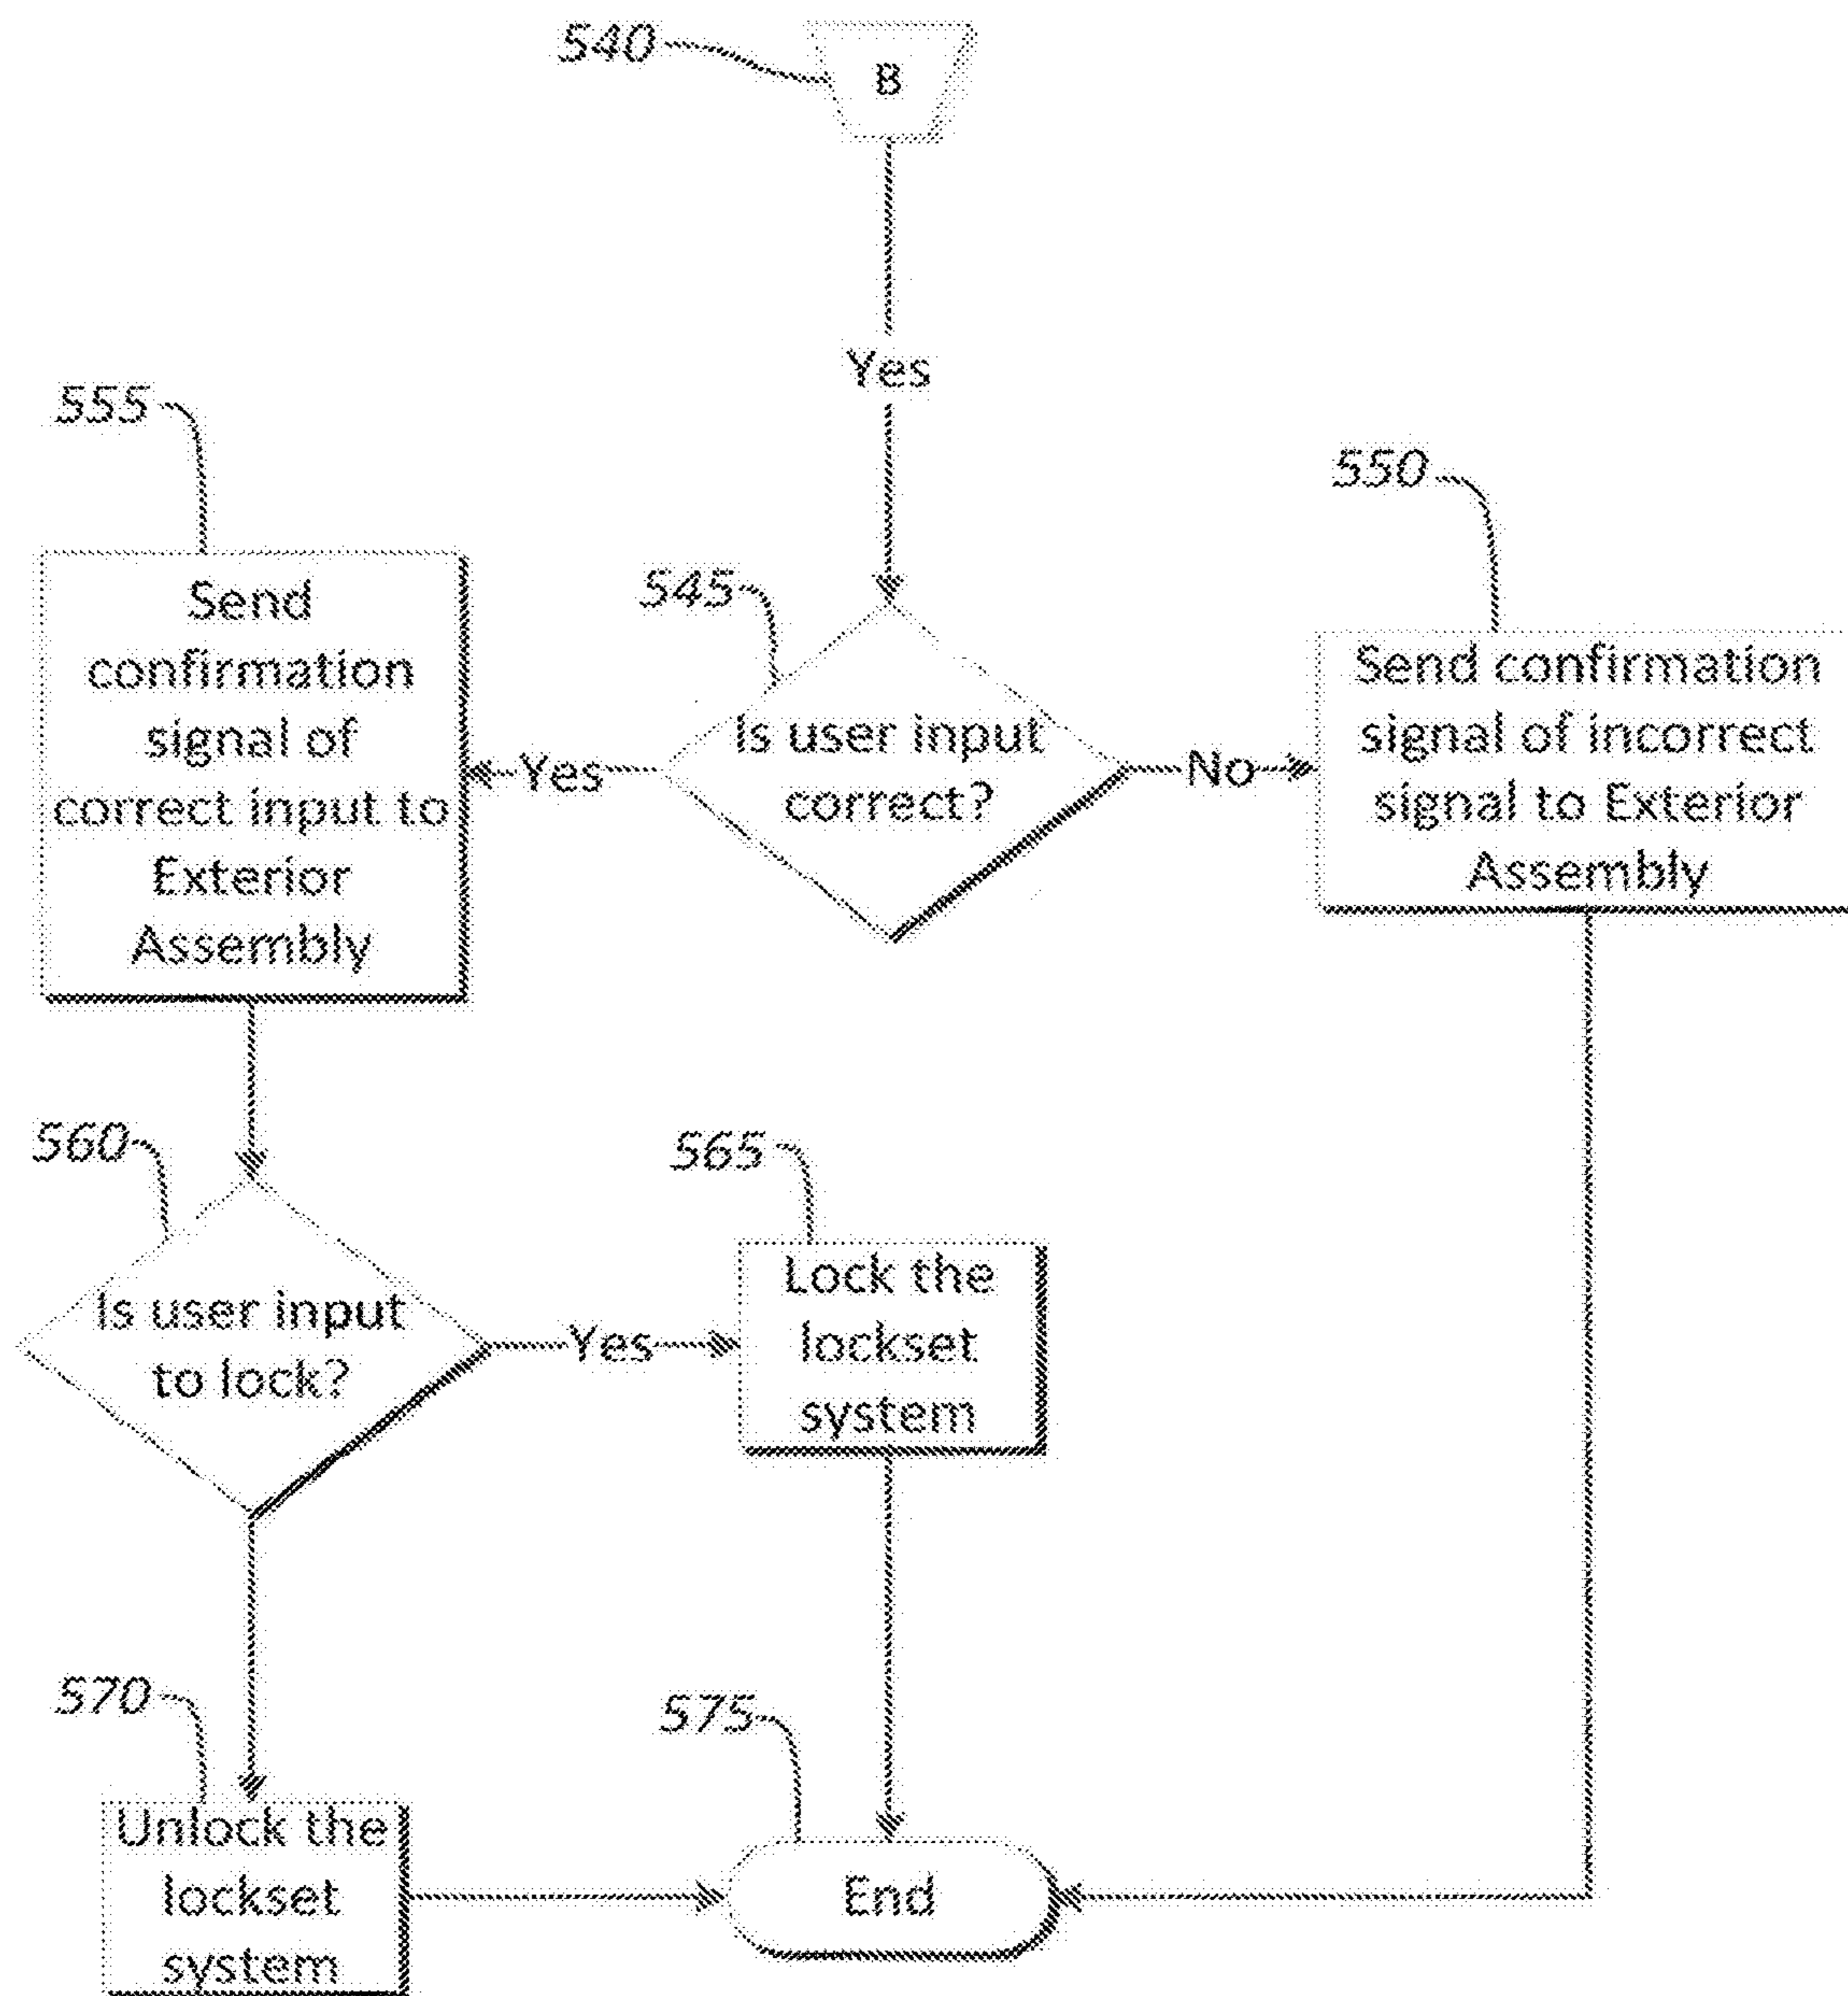 540
B
Yes
555
Send
confirmation
signal of
correct input to
Exterior
Assembly
545
Is user input
correct?
Yes
No
550
Send confirmation
signal of incorrect
signal to Exterior
Assembly
560
Is user input
to lock?
Yes
565
Lock the
lockset
system
570
Unlock the
lockset
system
575
End